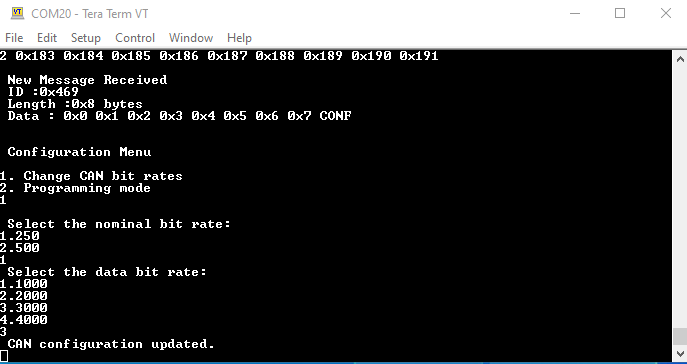 COM20 - Tera Term VT
File Edit Setup Control Window Help
2 0x183 0x184 0x185 0x186 0x187 0x188 0x189 0x190 0x191
New Message Received
ID :0x469
Length :0x8 bytes
Data : 0x0 0x1 0x2 0x3 0x4 0x5 0x6 0x7 CONF
Configuration Menu
1. Change CAN bit rates
2. Programming mode
1
Select the nominal bit rate:
1.250
2.500
1
Select the data bit rate:
1.1000
2.2000
3.3000
4.4000
3
CAN configuration updated.